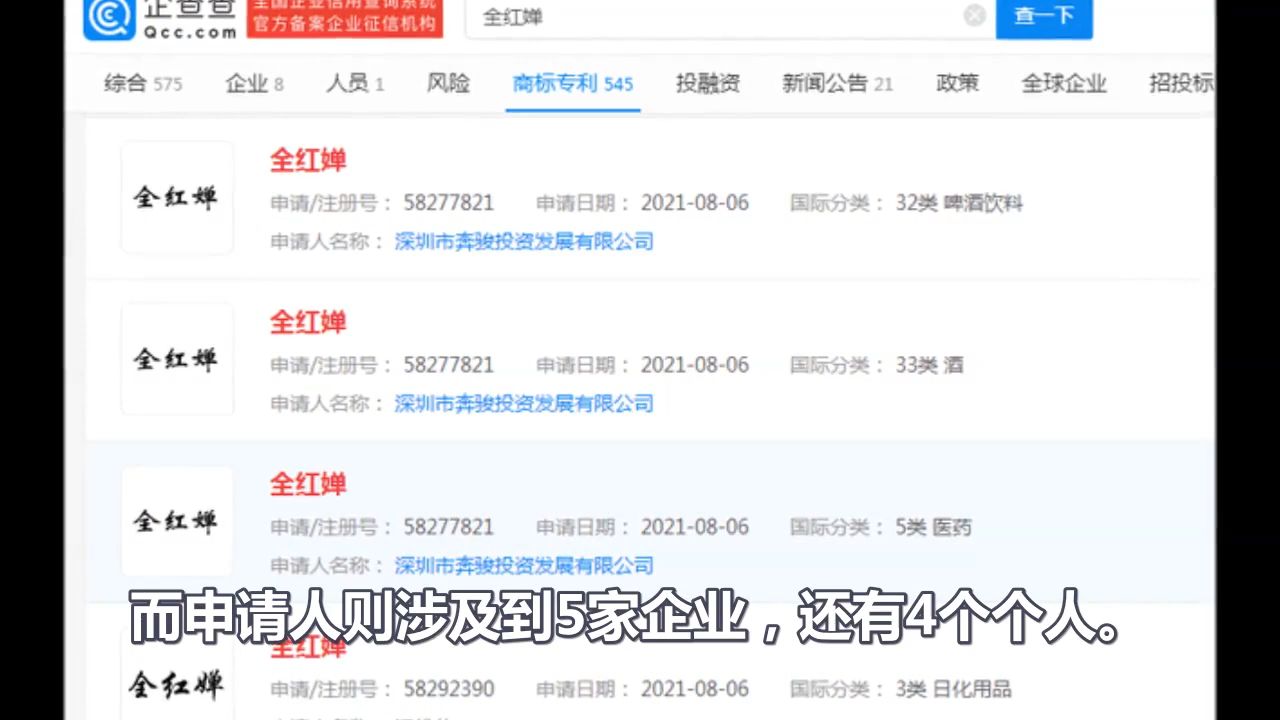 企查查
Qcc.com
全国企业信用查询系统
官方备案企业征信机构
全红婵
查一下
综合 575 企业 8 人员 1 风险 商标专利 545 投融资 新闻公告 21 政策 全球企业 招投标
全红婵
全红婵
申请/注册号： 58277821 申请日期： 2021-08-06 国际分类： 32类 啤酒饮料
申请人名称： 深圳市奔骏投资发展有限公司
全红婵
全红婵
申请/注册号： 58277821 申请日期： 2021-08-06 国际分类： 33类 酒
申请人名称： 深圳市奔骏投资发展有限公司
全红婵
全红婵
申请/注册号： 58277821 申请日期： 2021-08-06 国际分类： 5类 医药
申请人名称： 深圳市奔骏投资发展有限公司
而申请人则涉及到5家企业，还有4个个人。
全红婵
全红婵
申请/注册号： 58292390 申请日期： 2021-08-06 国际分类： 3类 日化用品